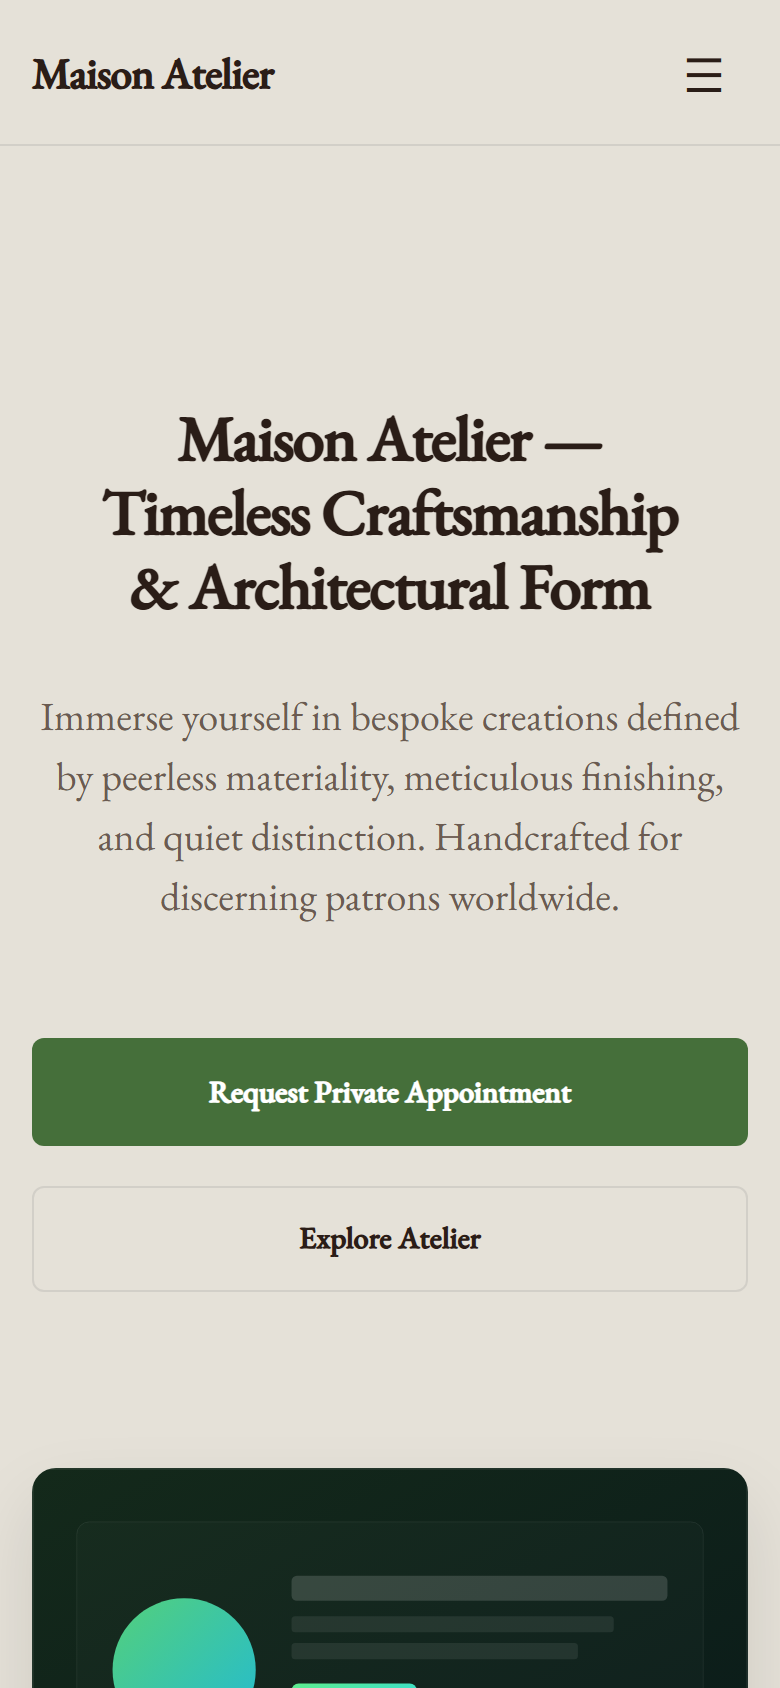 Maison Atelier
Maison Atelier —
Timeless Craftsmanship
& Architectural Form
Immerse yourself in bespoke creations defined
by peerless materiality, meticulous finishing,
and quiet distinction. Handcrafted for
discerning patrons worldwide.
Request Private Appointment
Explore Atelier